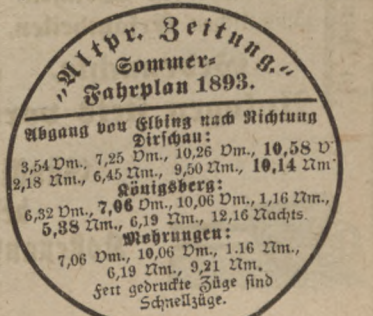 „Altpr. Zeitung.“
Sommer-
Fahrplan 1893.
Abgang von Elbing nach Richtung
Dirschau:
3,54 Vm., 7,25 Vm., 10,26 Vm., 10,58 V
2,18 Nm., 6,45 Nm., 9,50 Nm., 10,14 Nm
Königsberg:
6,32 Vm., 7,06 Vm., 10,06 Vm., 1,16 Nm.,
5,38 Nm., 6,19 Nm., 12,16 Nachts.
Mohrungen:
7,06 Vm., 10,06 Vm., 1.16 Nm.,
6,19 Nm., 9,21 Nm.
Fett gedruckte Züge sind
Schnellzüge.